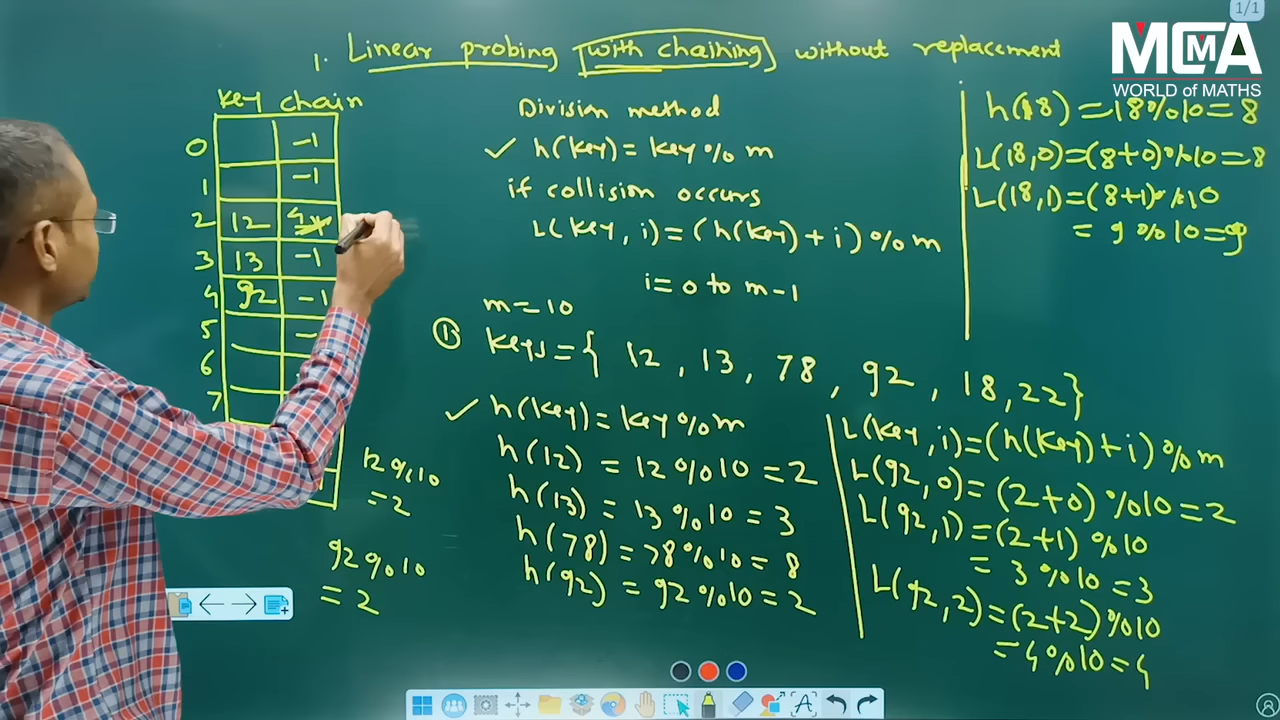 1/1
MCMA
WORLD of MATHS
1. Linear probing with chaining without replacement
key chain
0 -1
1 -1
2 12 4
3 13 -1
4 92 -1
5 -1
6
7
12%10
=2
92%10
=2
Division method
✓ h(key)=key%m
if collision occurs
L(key,i)=(h(key)+i)%m
i=0 to m-1
m=10
① keys={12,13,78,92,18,22}
✓ h(key)=key%m
h(12)=12%10=2
h(13)=13%10=3
h(78)=78%10=8
h(92)=92%10=2
L(key,i)=(h(key)+i)%m
L(92,0)=(2+0)%10=2
L(92,1)=(2+1)%10
=3%10=3
L(92,2)=(2+2)%10
=4%10=4
h(18)=18%10=8
L(18,0)=(8+0)%10=8
L(18,1)=(8+1)%10
=9%10=9